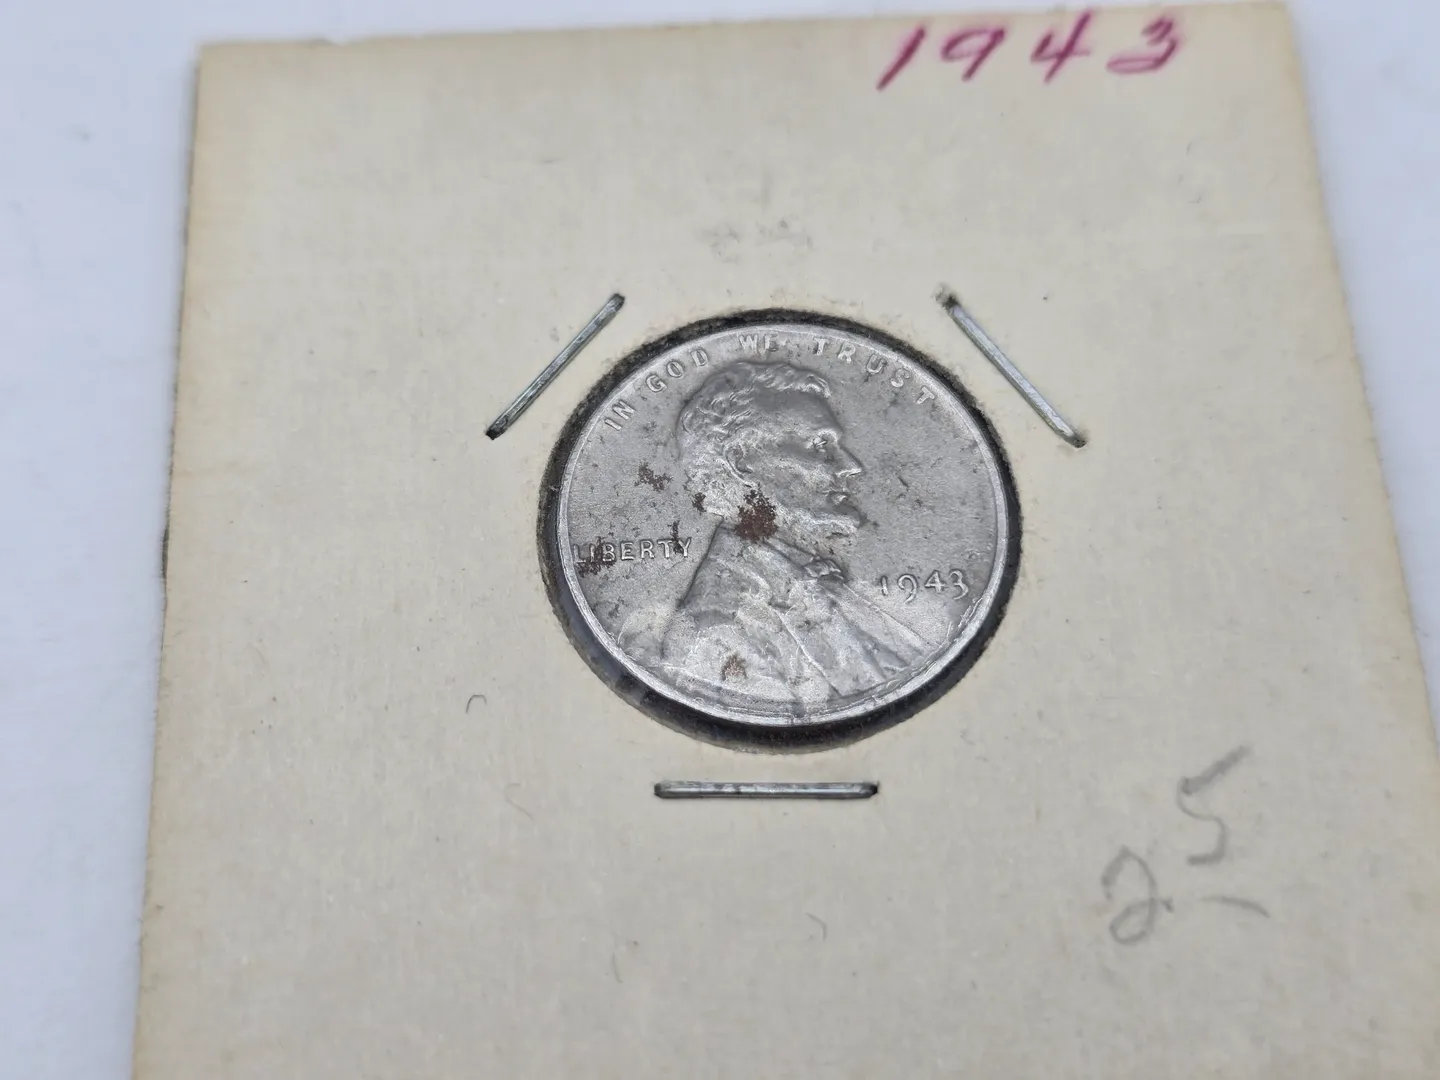 1943
IN GOD WE TRUST
LIBERTY
1943
25